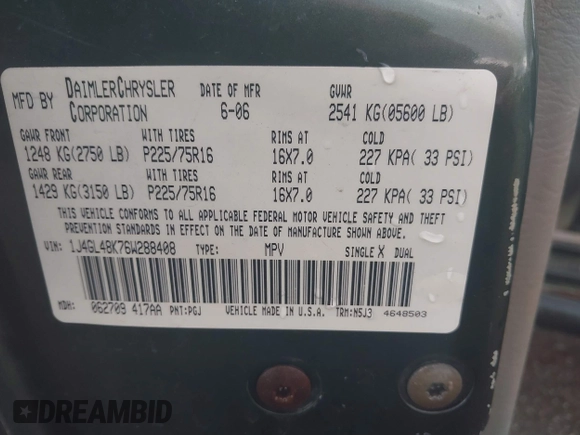 MFD BY DAIMLERCHRYSLER CORPORATION DATE OF MFR 6-06 GVWR 2541 KG(05600 LB)
GAWR FRONT WITH TIRES RIMS AT COLD
1248 KG(2750 LB) P225/75R16 16X7.0 227 KPA( 33 PSI)
GAWR REAR WITH TIRES RIMS AT COLD
1429 KG(3150 LB) P225/75R16 16X7.0 227 KPA( 33 PSI)
THIS VEHICLE CONFORMS TO ALL APPLICABLE FEDERAL MOTOR VEHICLE SAFETY AND THEFT
PREVENTION STANDARDS IN EFFECT ON THE DATE OF MANUFACTURE SHOWN ABOVE.
VIN: 1J4GL48K76W288408 TYPE: MPV SINGLE X DUAL
MDH: 062709 417AA PNT:PGJ VEHICLE MADE IN U.S.A. TRM:N5J3 4648503
DREAMBID